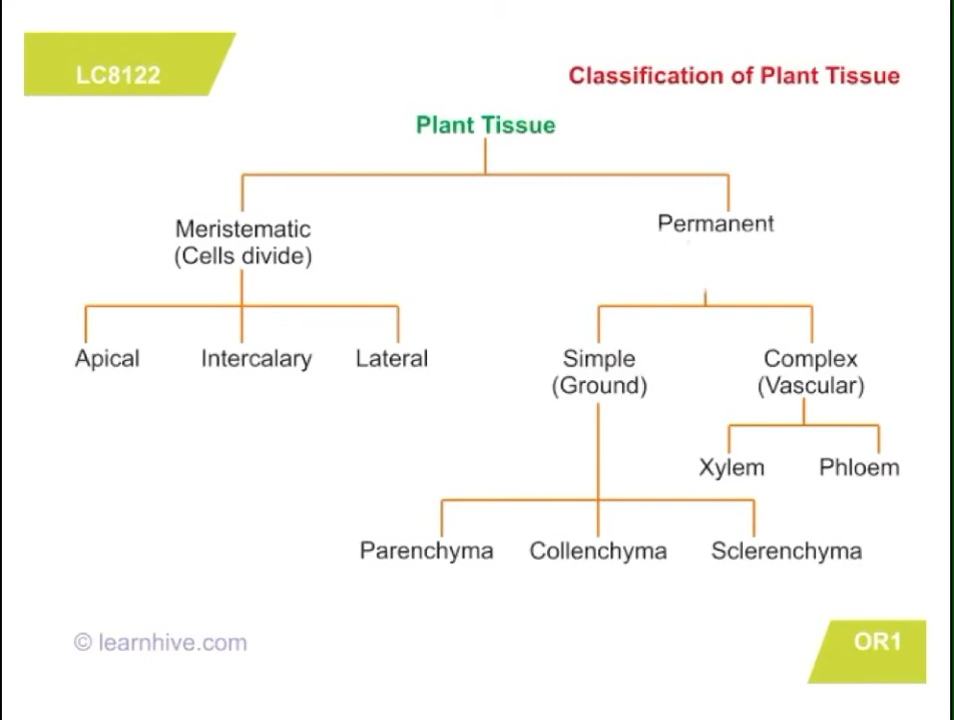 LC8122
Classification of Plant Tissue
Plant Tissue
Meristematic
(Cells divide)
Permanent
Apical
Intercalary
Lateral
Simple
(Ground)
Complex
(Vascular)
Xylem
Phloem
Parenchyma
Collenchyma
Sclerenchyma
© learnhive.com
OR1